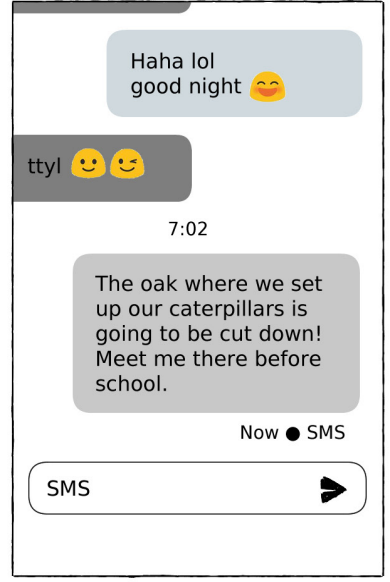 Haha lol
good night 😄
ttyl 🙂😉
7:02
The oak where we set
up our caterpillars is
going to be cut down!
Meet me there before
school.
Now ● SMS
SMS